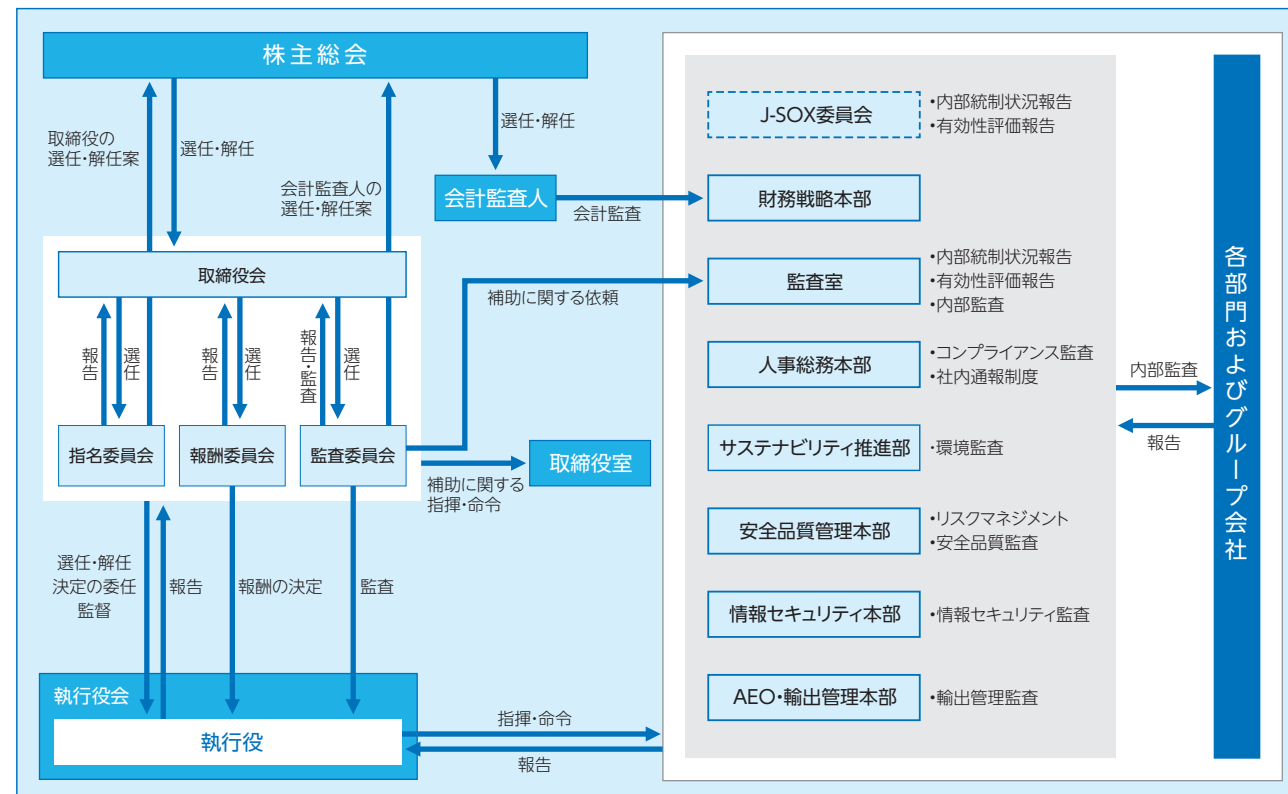 株主総会
取締役の
選任・解任案
選任・解任
会計監査人の
選任・解任案
選任・解任
会計監査人
会計監査
取締役会
報告
選任
報告
選任
報告・監査
選任
指名委員会
報酬委員会
監査委員会
補助に関する依頼
補助に関する
指揮・命令
取締役室
選任・解任
決定の委任
監督
報告
報酬の決定
監査
執行役会
執行役
指揮・命令
報告
J-SOX委員会
・内部統制状況報告
・有効性評価報告
財務戦略本部
監査室
・内部統制状況報告
・有効性評価報告
・内部監査
人事総務本部
・コンプライアンス監査
・社内通報制度
サステナビリティ推進部
・環境監査
安全品質管理本部
・リスクマネジメント
・安全品質監査
情報セキュリティ本部
・情報セキュリティ監査
AEO・輸出管理本部
・輸出管理監査
内部監査
報告
各部門およびグループ会社